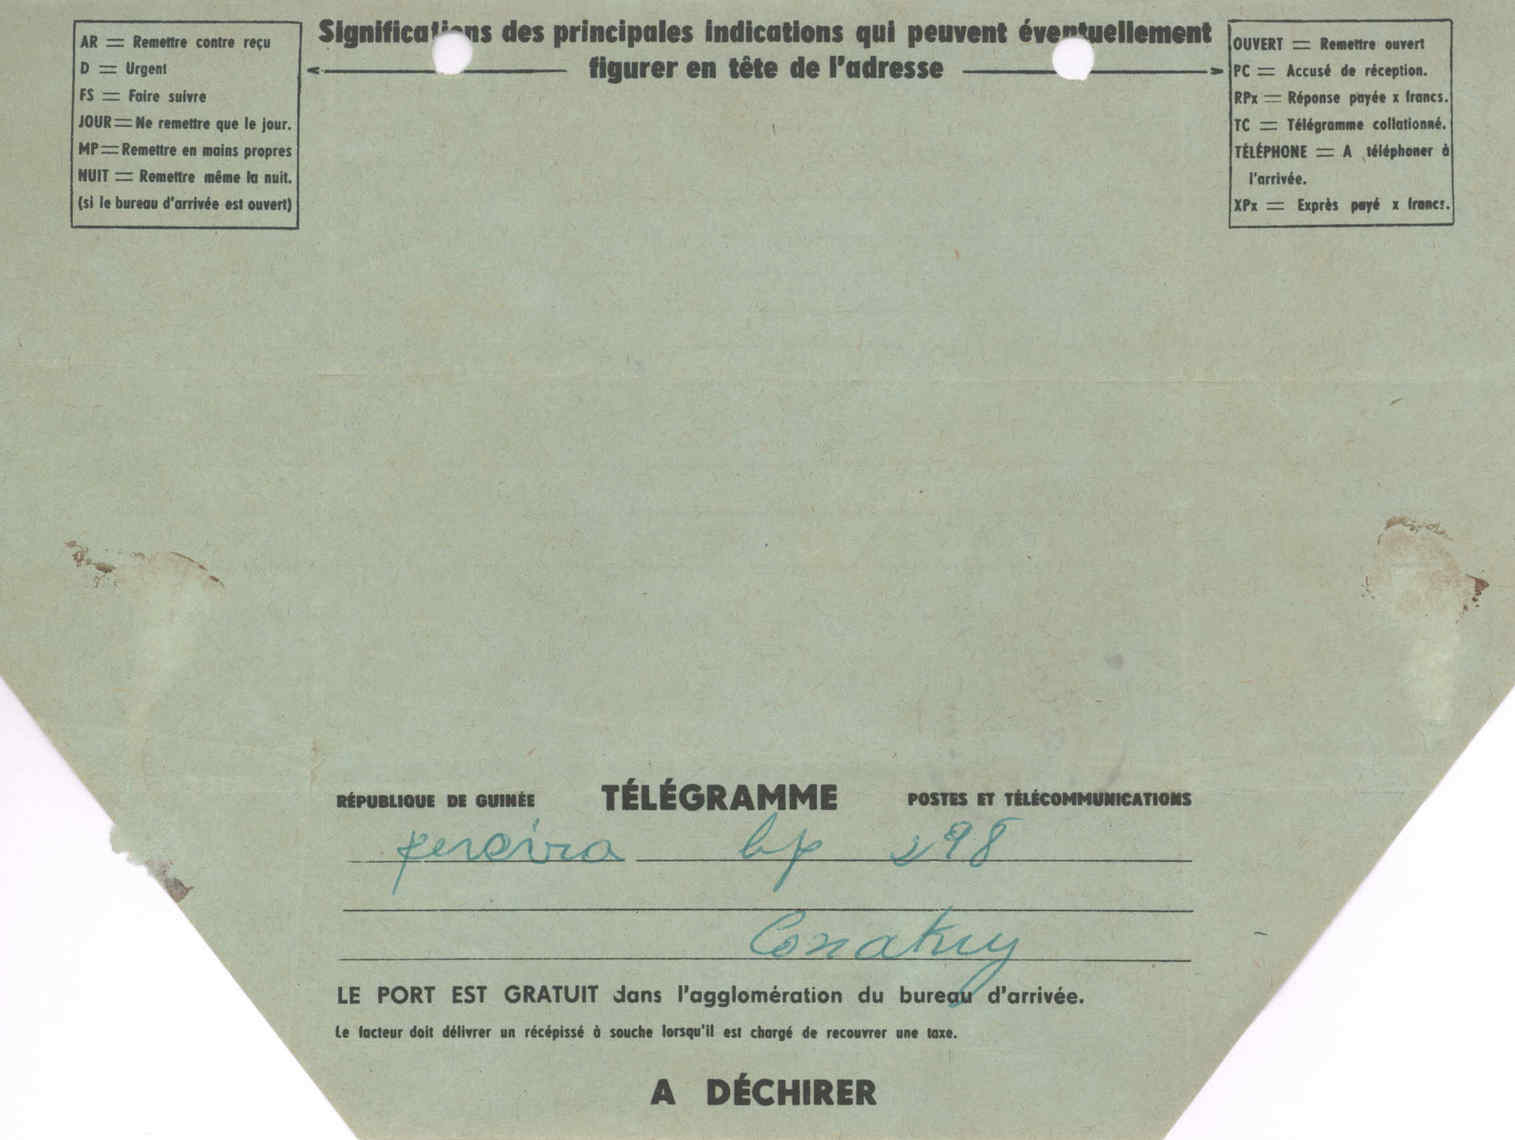 Significations des principales indications qui peuvent éventuellement
figurer en tête de l'adresse
AR = Remettre contre reçu
D = Urgent
FS = Faire suivre
JOUR = Ne remettre que le jour.
MP = Remettre en mains propres
NUIT = Remettre même la nuit.
(si le bureau d'arrivée est ouvert)
OUVERT = Remettre ouvert
PC = Accusé de réception.
RPx = Réponse payée x francs.
TC = Télégramme collationné.
TÉLÉPHONE = A téléphoner à
l'arrivée.
XPx = Exprès payé x francs.
RÉPUBLIQUE DE GUINÉE TÉLÉGRAMME POSTES ET TÉLÉCOMMUNICATIONS
pereira bp 298
Conakry
LE PORT EST GRATUIT dans l'agglomération du bureau d'arrivée.
Le facteur doit délivrer un récépissé à souche lorsqu'il est chargé de recouvrer une taxe.
A DÉCHIRER